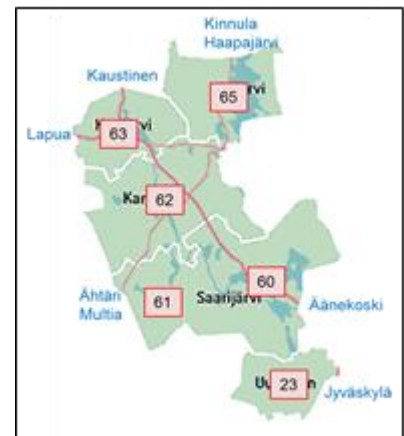 Kinnula
Haapajärvi
Kaustinen
65
Lapua
63
62
Ähtäri
Multia
61
Saarijärvi
60
Äänekoski
23
Jyväskylä